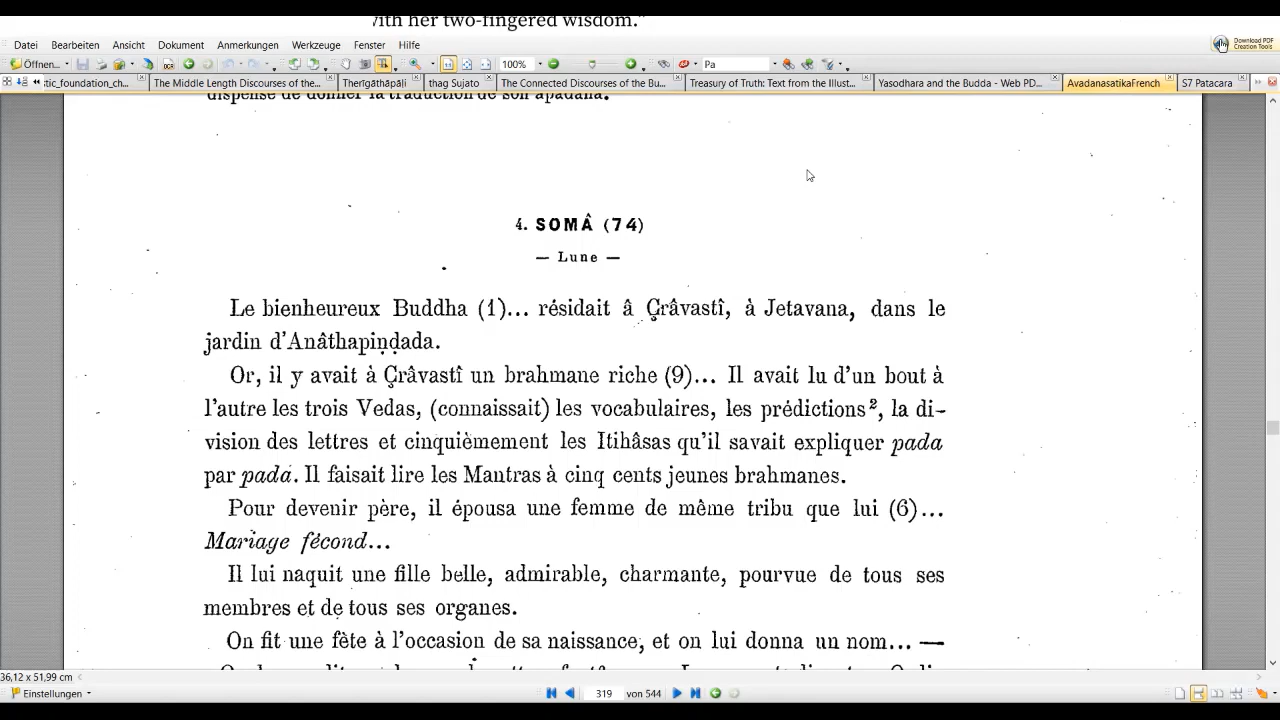 with her two-fingered wisdom."
Datei Bearbeiten Ansicht Dokument Anmerkungen Werkzeuge Fenster Hilfe
Download PDF
Creation Tools
Öffnen... 100% Pa
tic_foundation_ch... The Middle Length Discourses of the... Therīgāthāpāḷi thag Sujato The Connected Discourses of the Bu... Treasury of Truth: Text from the Illust... Yasodhara and the Budda - Web PD... AvadanasatikaFrench S7 Patacara
dispense de donner la traduction de son apadâna.
4. SOMÂ (74)
— Lune —
Le bienheureux Buddha (1)... résidait â Çrâvastî, à Jetavana, dans le
jardin d'Anâthapiṇḍada.
Or, il y avait à Çrâvastî un brahmane riche (9)... Il avait lu d'un bout à
l'autre les trois Vedas, (connaissait) les vocabulaires, les prédictions², la di-
vision des lettres et cinquièmement les Itihâsas qu'il savait expliquer pada
par pada. Il faisait lire les Mantras à cinq cents jeunes brahmanes.
Pour devenir père, il épousa une femme de même tribu que lui (6)...
Mariage fécond...
Il lui naquit une fille belle, admirable, charmante, pourvue de tous ses
membres et de tous ses organes.
On fit une fête à l'occasion de sa naissance, et on lui donna un nom... —
36,12 x 51,99 cm
Einstellungen 319 von 544